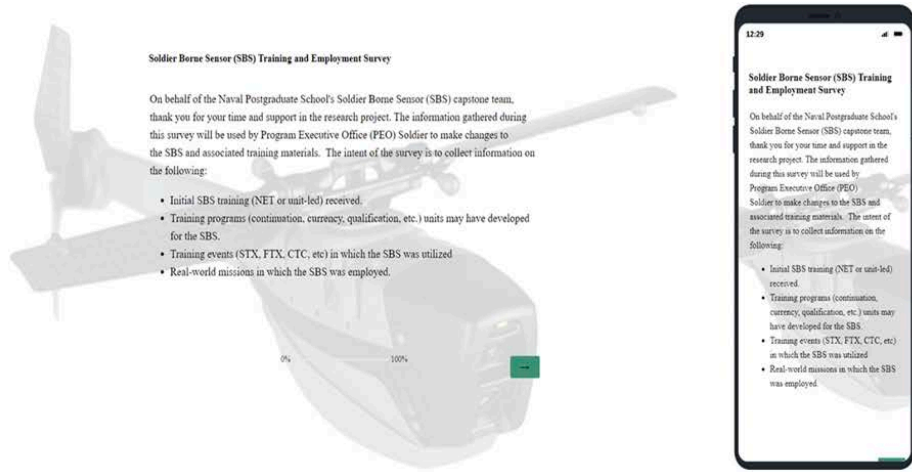 Soldier Borne Sensor (SBS) Training and Employment Survey
On behalf of the Naval Postgraduate School's Soldier Borne Sensor (SBS) capstone team,
thank you for your time and support in the research project. The information gathered during
this survey will be used by Program Executive Office (PEO) Soldier to make changes to
the SBS and associated training materials. The intent of the survey is to collect information on
the following:
• Initial SBS training (NET or unit-led) received.
• Training programs (continuation, currency, qualification, etc.) units may have developed
for the SBS.
• Training events (STX, FTX, CTC, etc) in which the SBS was utilized
• Real-world missions in which the SBS was employed.
0% 100%
→
12:29
Soldier Borne Sensor (SBS) Training
and Employment Survey
On behalf of the Naval Postgraduate School's
Soldier Borne Sensor (SBS) capstone team,
thank you for your time and support in the
research project. The information gathered
during this survey will be used by
Program Executive Office (PEO)
Soldier to make changes to the SBS and
associated training materials. The intent of
the survey is to collect information on the
following:
• Initial SBS training (NET or unit-led)
received.
• Training programs (continuation,
currency, qualification, etc.) units may
have developed for the SBS.
• Training events (STX, FTX, CTC, etc)
in which the SBS was utilized
• Real-world missions in which the SBS
was employed.